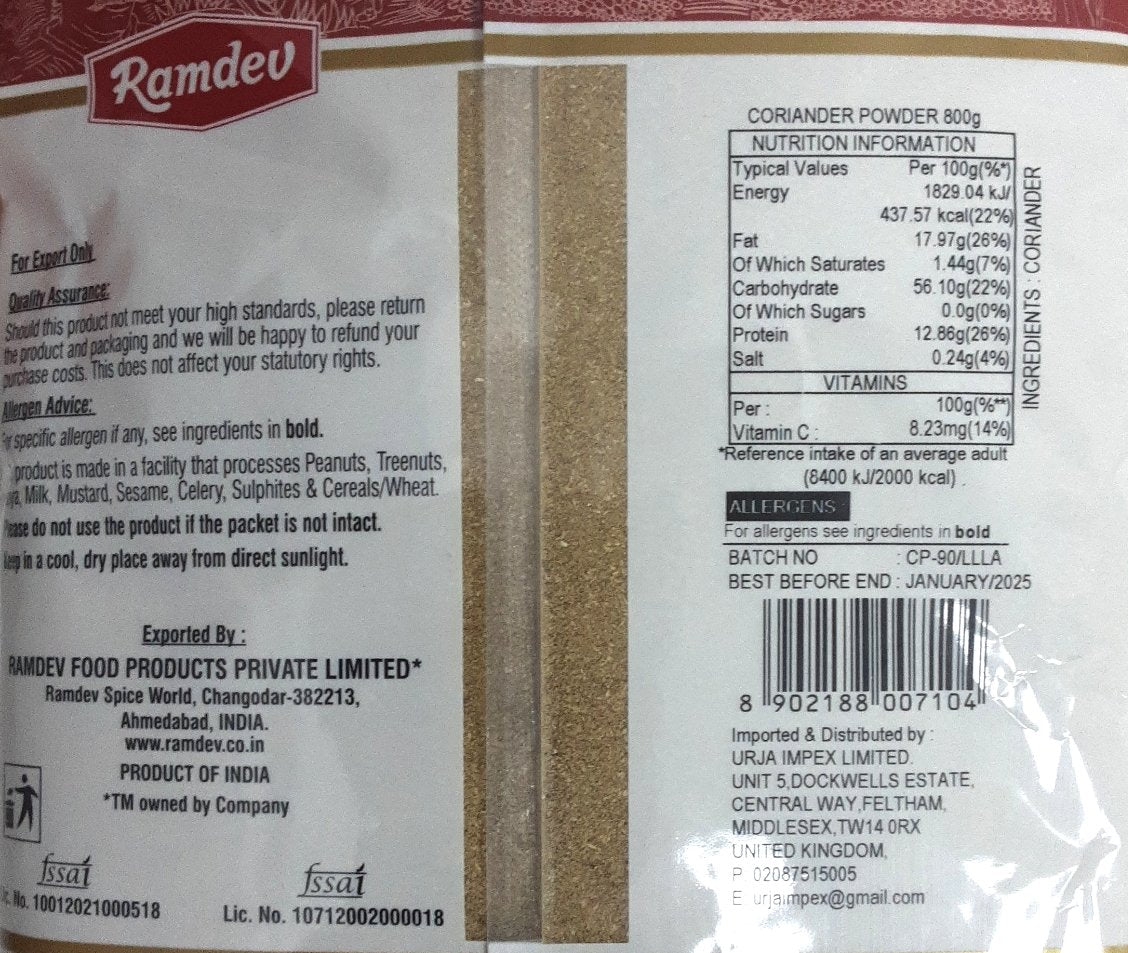 Ramdev
For Export Only
Quality Assurance:
Should this product not meet your high standards, please return
the product and packaging and we will be happy to refund your
purchase costs. This does not affect your statutory rights.
Allergen Advice:
specific allergen if any, see ingredients in bold.
product is made in a facility that processes Peanuts, Treenuts,
Milk, Mustard, Sesame, Celery, Sulphites & Cereals/Wheat.
Please do not use the product if the packet is not intact.
Keep in a cool, dry place away from direct sunlight.
Exported By :
RAMDEV FOOD PRODUCTS PRIVATE LIMITED*
Ramdev Spice World, Changodar-382213,
Ahmedabad, INDIA.
www.ramdev.co.in
PRODUCT OF INDIA
*TM owned by Company
fssai
Lic. No. 10012021000518
fssai
Lic. No. 10712002000018
CORIANDER POWDER 800g
NUTRITION INFORMATION
Typical Values Per 100g(%*)
Energy 1829.04 kJ/
437.57 kcal(22%)
Fat 17.97g(26%)
Of Which Saturates 1.44g(7%)
Carbohydrate 56.10g(22%)
Of Which Sugars 0.0g(0%)
Protein 12.86g(26%)
Salt 0.24g(4%)
VITAMINS
Per : 100g(%**)
Vitamin C : 8.23mg(14%)
*Reference intake of an average adult
(8400 kJ/2000 kcal) .
INGREDIENTS : CORIANDER
ALLERGENS
For allergens see ingredients in bold
BATCH NO : CP-90/LLLA
BEST BEFORE END : JANUARY/2025
8 902188 007104
Imported & Distributed by :
URJA IMPEX LIMITED.
UNIT 5,DOCKWELLS ESTATE,
CENTRAL WAY,FELTHAM,
MIDDLESEX,TW14 0RX
UNITED KINGDOM,
P. 02087515005
E. urjaimpex@gmail.com